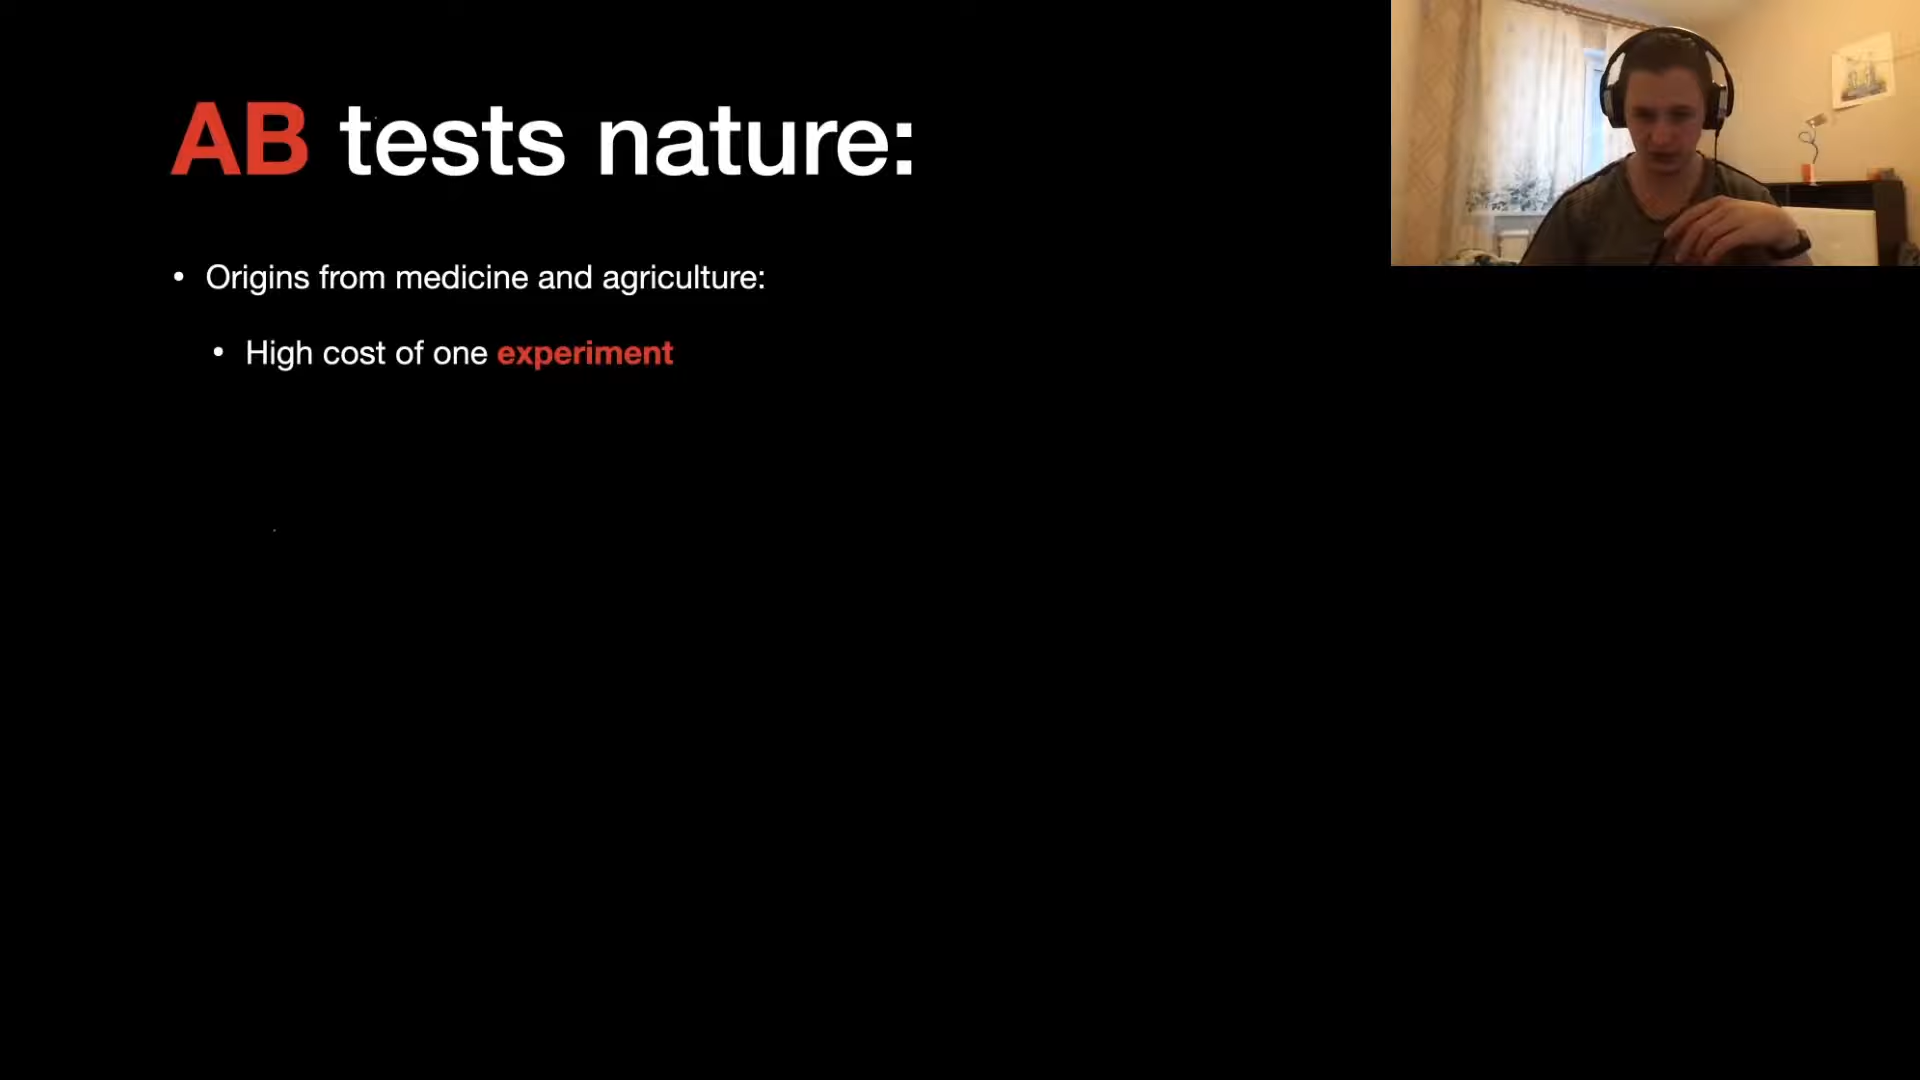 AB tests nature:
• Origins from medicine and agriculture:
• High cost of one experiment